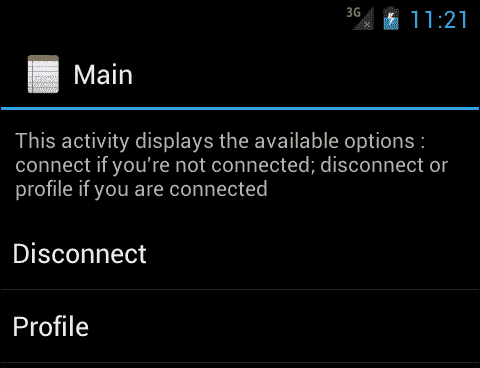 3G 11:21
Main
This activity displays the available options :
connect if you're not connected; disconnect or
profile if you are connected
Disconnect
Profile